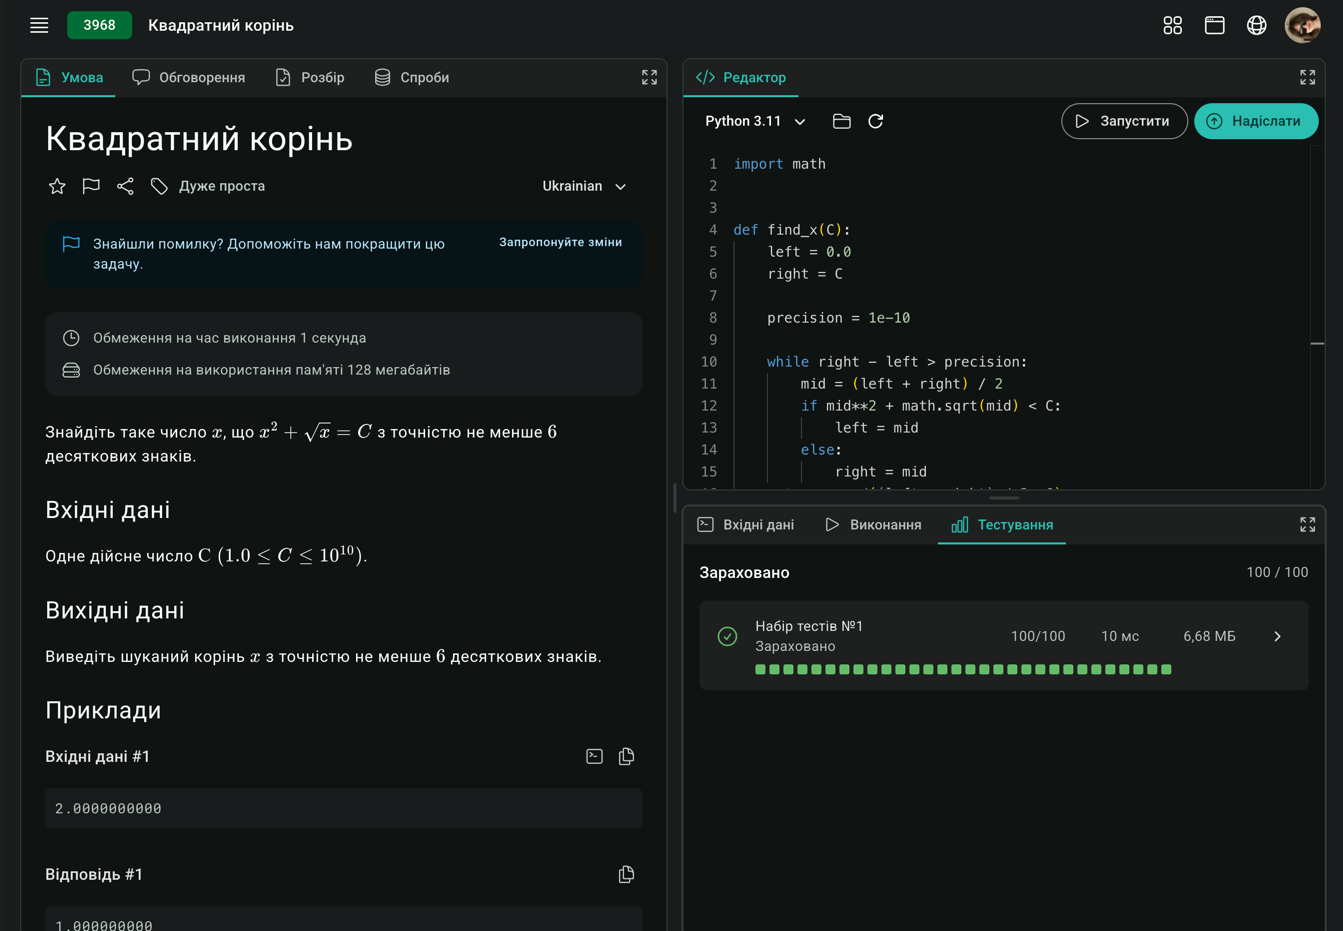 3968 Квадратний корінь
Умова Обговорення Розбір Спроби
Квадратний корінь
Дуже проста Ukrainian
Знайшли помилку? Допоможіть нам покращити цю задачу.
Запропонуйте зміни
Обмеження на час виконання 1 секунда
Обмеження на використання пам'яті 128 мегабайтів
Знайдіть таке число x, що x² + √x = C з точністю не менше 6
десяткових знаків.
Вхідні дані
Одне дійсне число C (1.0 ≤ C ≤ 10¹⁰).
Вихідні дані
Виведіть шуканий корінь x з точністю не менше 6 десяткових знаків.
Приклади
Вхідні дані #1
2.0000000000
Відповідь #1
1.000000000
Редактор
Python 3.11 Запустити Надіслати
1 import math
2
3
4 def find_x(C):
5     left = 0.0
6     right = C
7
8     precision = 1e-10
9
10     while right - left > precision:
11         mid = (left + right) / 2
12         if mid**2 + math.sqrt(mid) < C:
13             left = mid
14         else:
15             right = mid
Вхідні дані Виконання Тестування
Зараховано 100 / 100
Набір тестів №1
Зараховано
100/100 10 мс 6,68 МБ